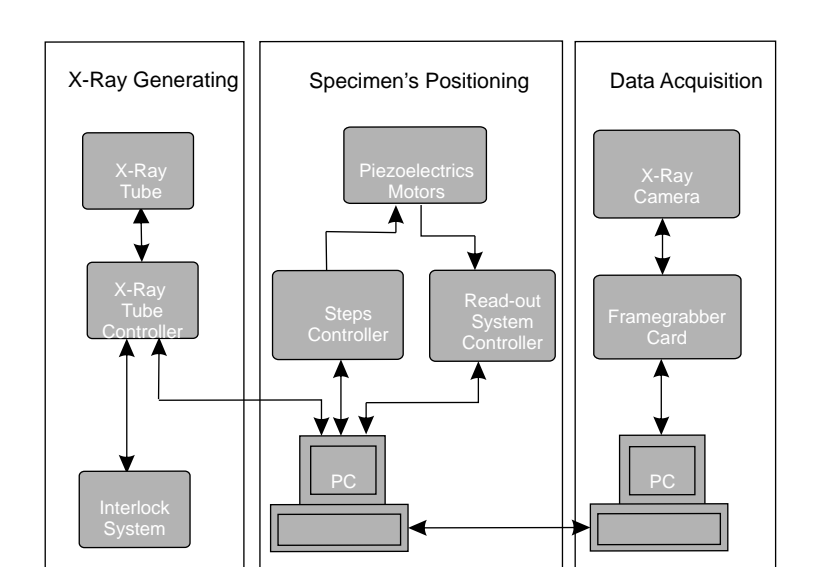 X-Ray Generating
X-Ray
Tube
X-Ray
Tube
Controller
Interlock
System
Specimen's Positioning
Piezoelectrics
Motors
Steps
Controller
Read-out
System
Controller
PC
Data Acquisition
X-Ray
Camera
Framegrabber
Card
PC